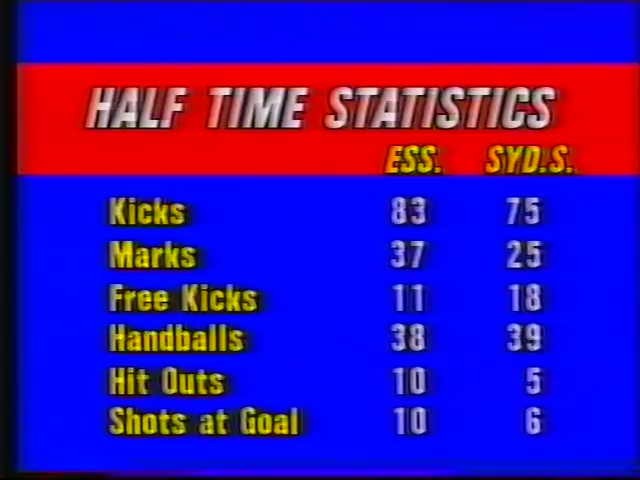 HALF TIME STATISTICS
ESS. SYD.S.
Kicks 83 75
Marks 37 25
Free Kicks 11 18
Handballs 38 39
Hit Outs 10 5
Shots at Goal 10 6